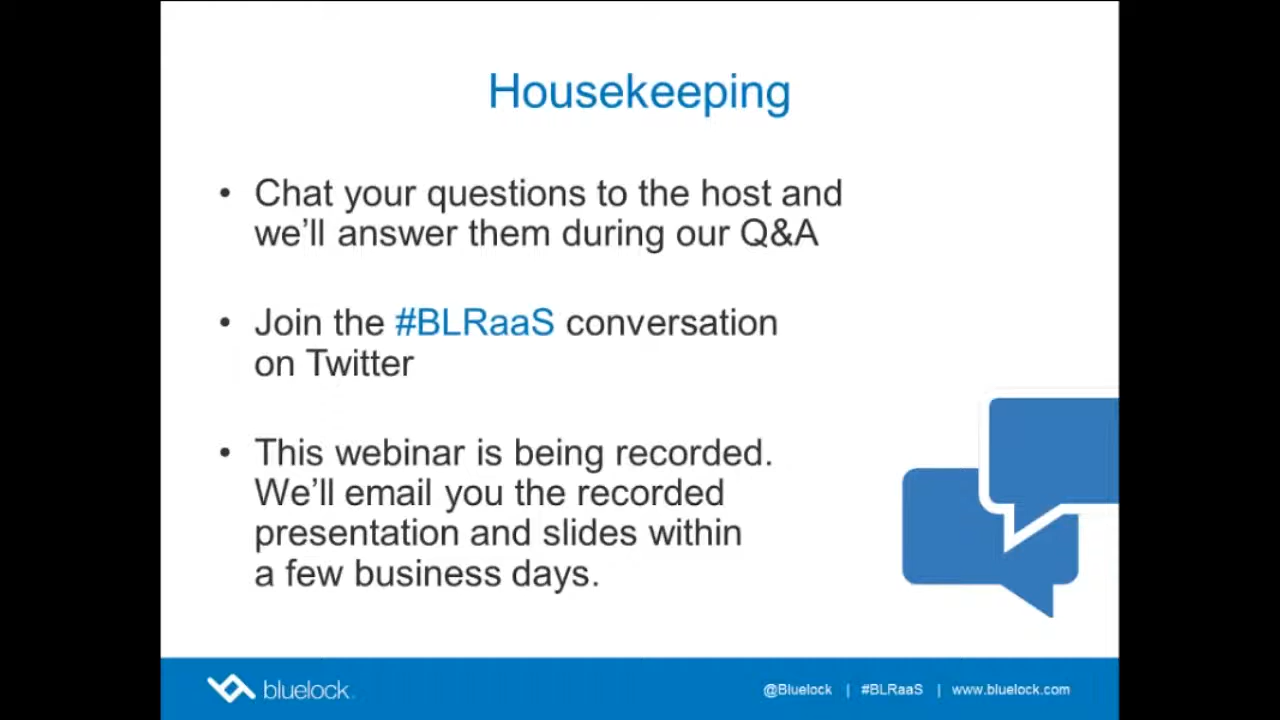 Housekeeping
• Chat your questions to the host and
we’ll answer them during our Q&A
• Join the #BLRaaS conversation
on Twitter
• This webinar is being recorded.
We’ll email you the recorded
presentation and slides within
a few business days.
bluelock
@Bluelock | #BLRaaS | www.bluelock.com